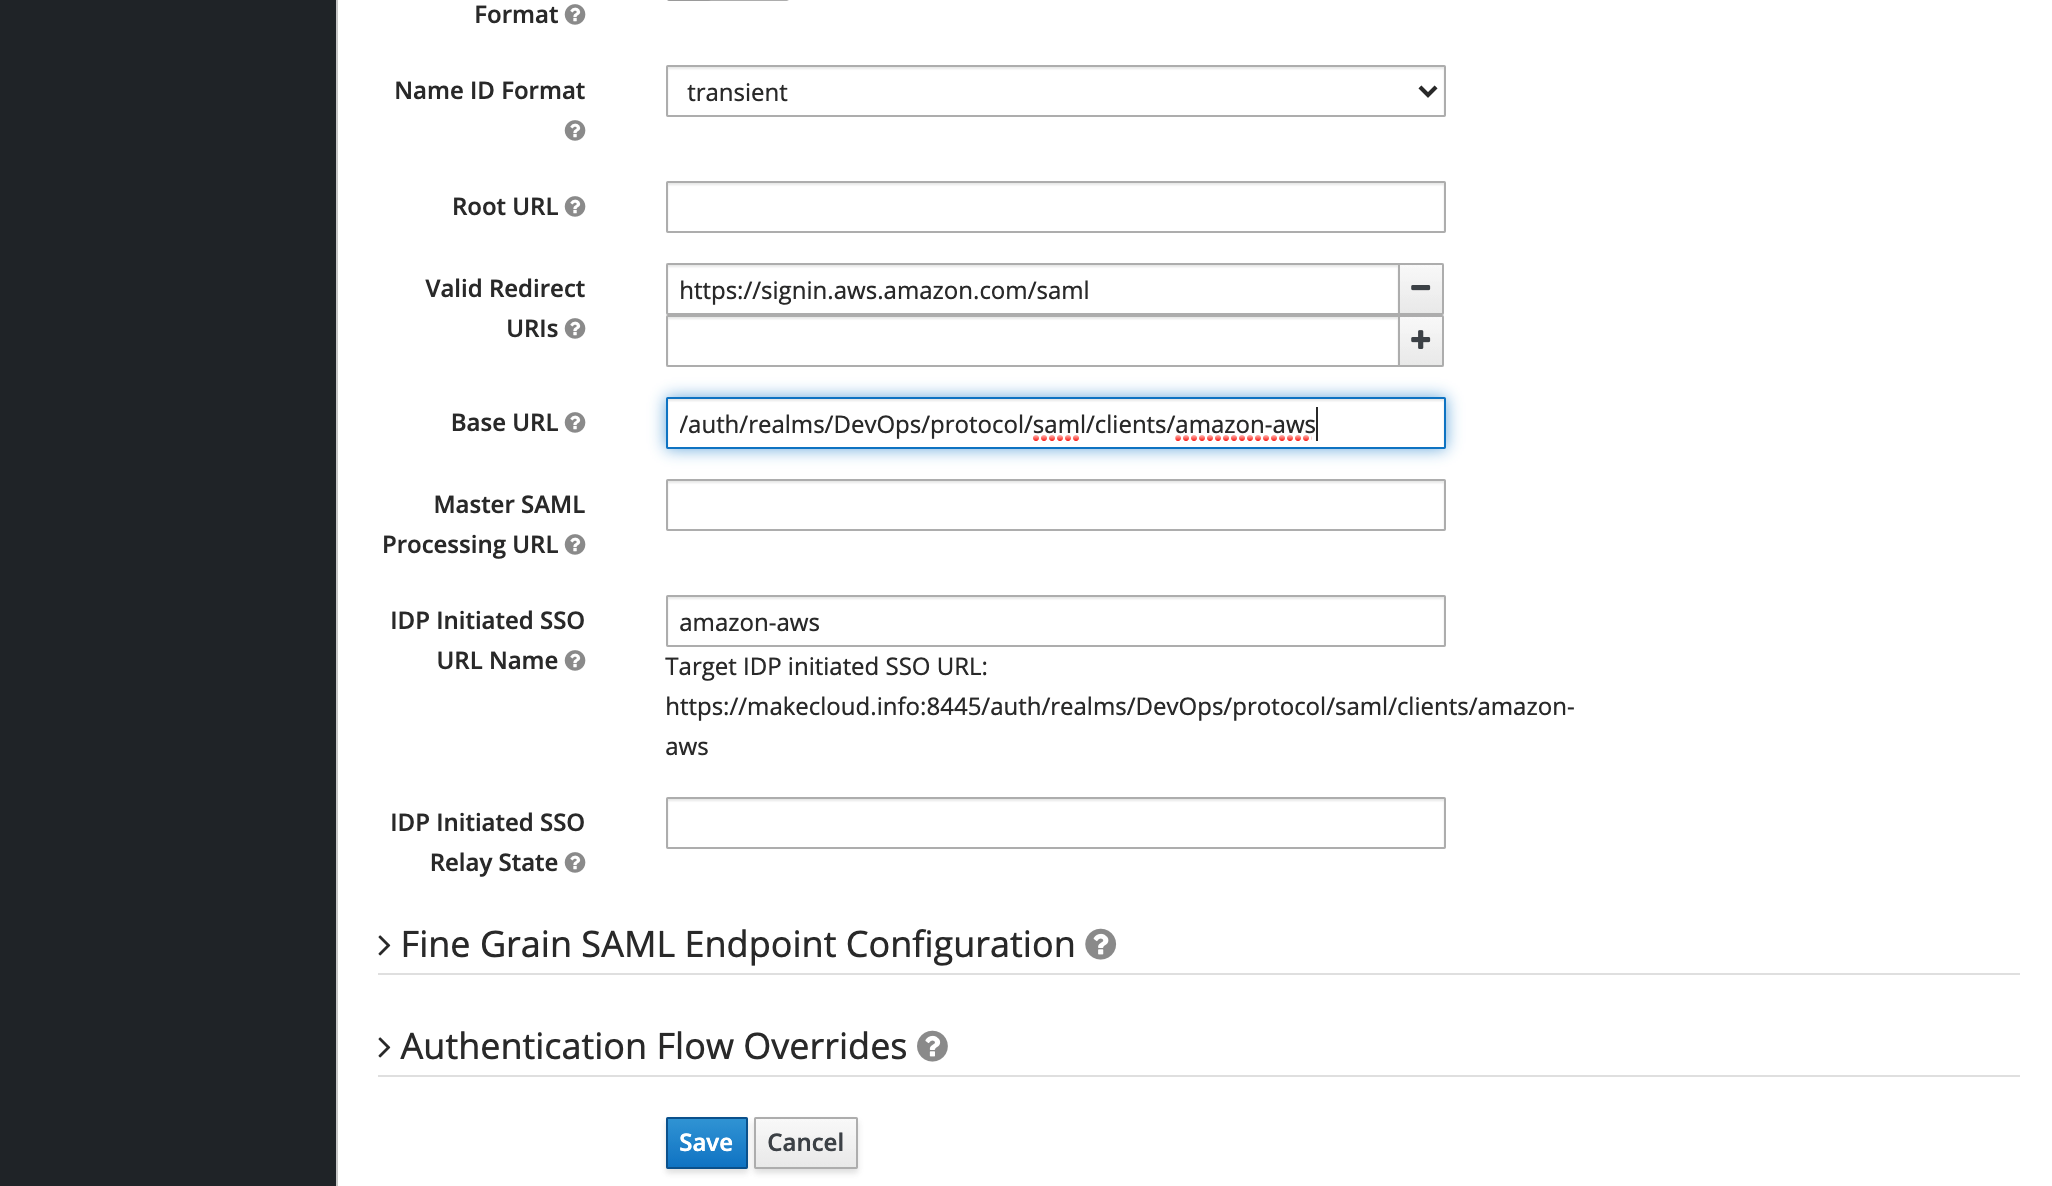 Format
Name ID Format
transient
Root URL
Valid Redirect
URIs
https://signin.aws.amazon.com/saml
Base URL
/auth/realms/DevOps/protocol/saml/clients/amazon-aws
Master SAML
Processing URL
IDP Initiated SSO
URL Name
amazon-aws
Target IDP initiated SSO URL:
https://makecloud.info:8445/auth/realms/DevOps/protocol/saml/clients/amazon-
aws
IDP Initiated SSO
Relay State
Fine Grain SAML Endpoint Configuration
Authentication Flow Overrides
Save
Cancel